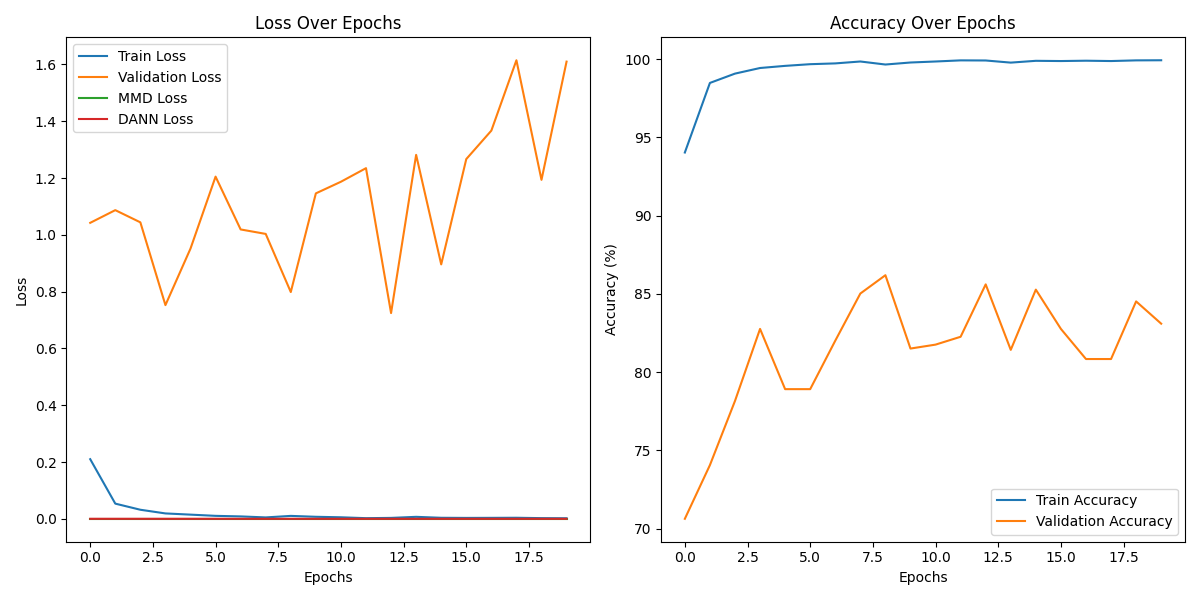 Loss Over Epochs
Train Loss
Validation Loss
MMD Loss
DANN Loss
1.6
1.4
1.2
1.0
0.8
0.6
0.4
0.2
0.0
Loss
0.0 2.5 5.0 7.5 10.0 12.5 15.0 17.5
Epochs
Accuracy Over Epochs
100
95
90
85
80
75
70
Accuracy (%)
Train Accuracy
Validation Accuracy
0.0 2.5 5.0 7.5 10.0 12.5 15.0 17.5
Epochs